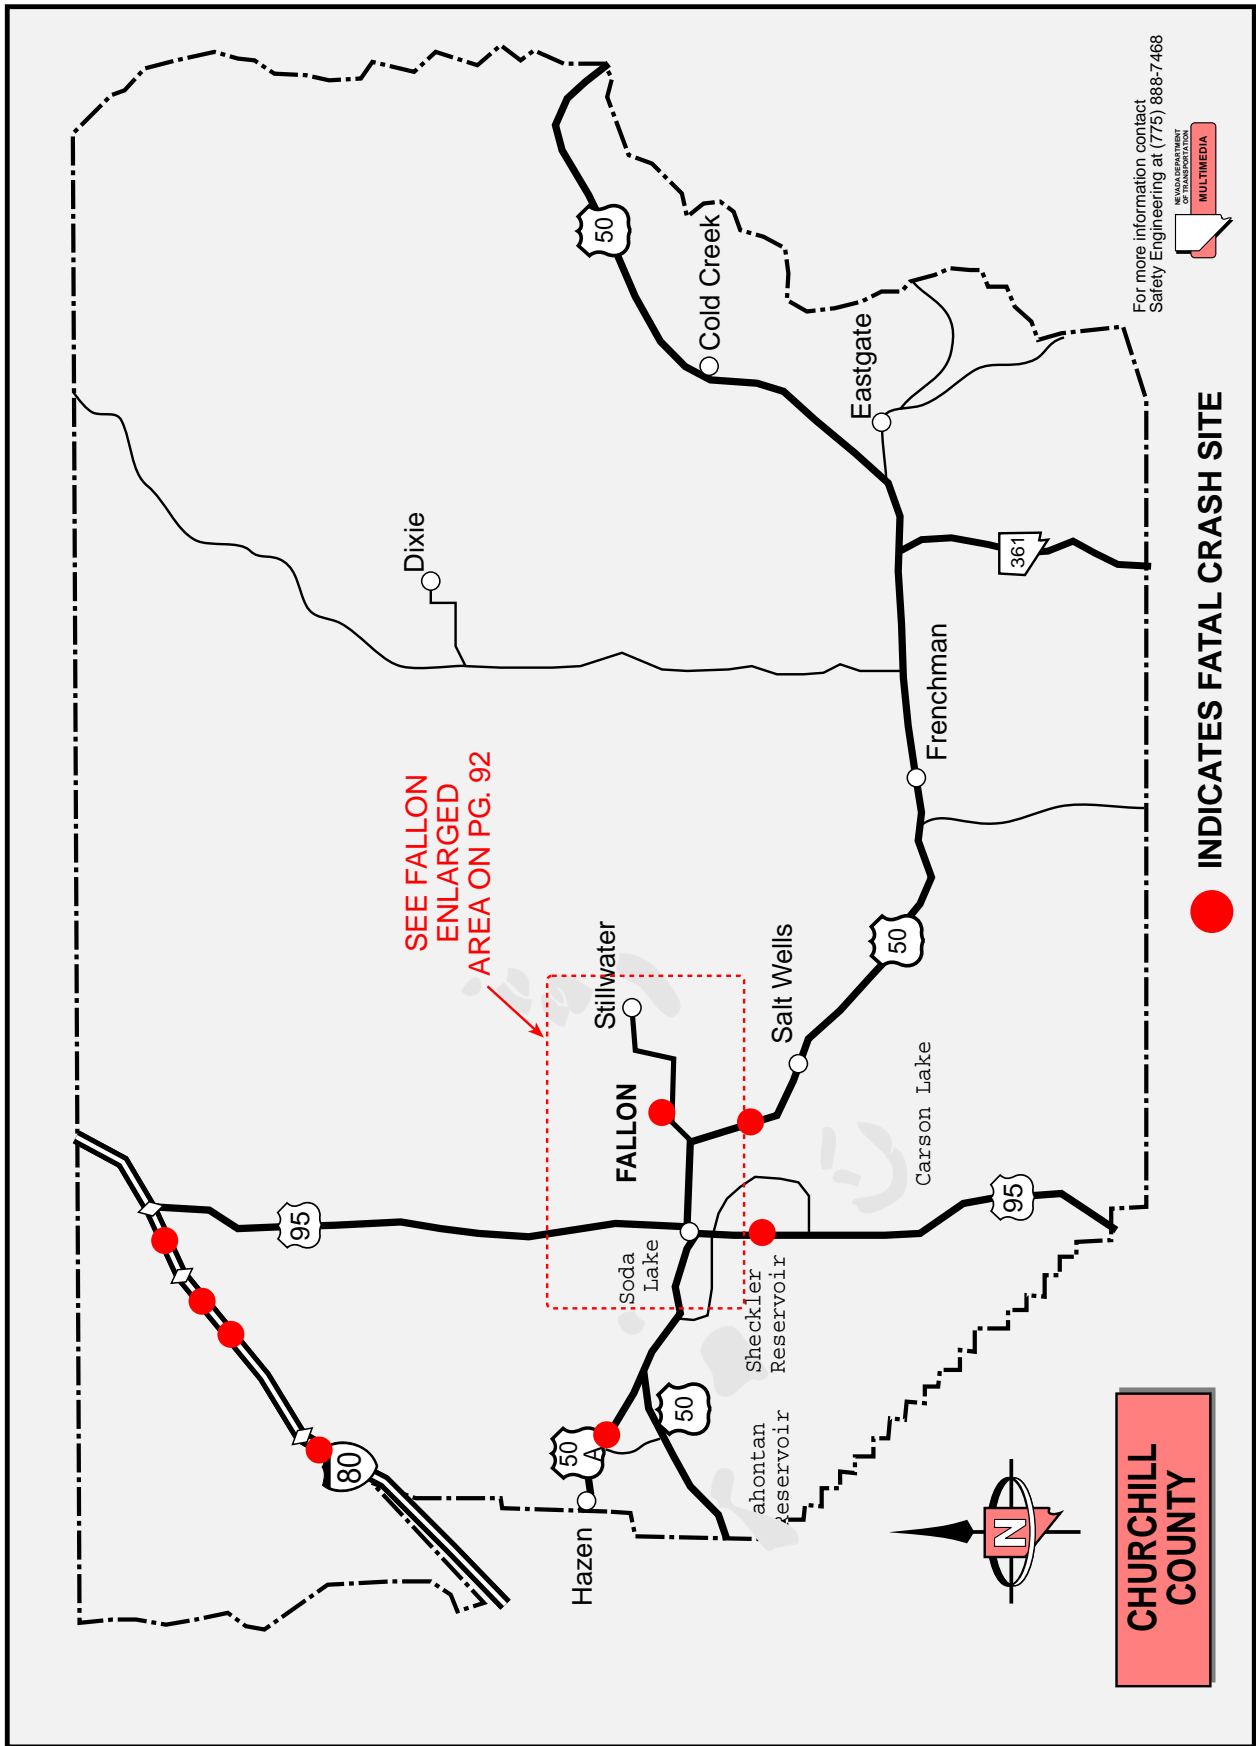 CHURCHILL
COUNTY
N
80
95
50
A
50
95
50
50
361
Hazen
Soda
Lake
Sheckler
Reservoir
ahontan
FALLON
Stillwater
Salt Wells
Carson Lake
SEE FALLON
ENLARGED
AREA ON PG. 92
Dixie
Frenchman
Eastgate
Cold Creek
INDICATES FATAL CRASH SITE
For more information contact
Safety Engineering at (775) 888-7468
NEVADA DEPARTMENT
OF TRANSPORTATION
MULTIMEDIA